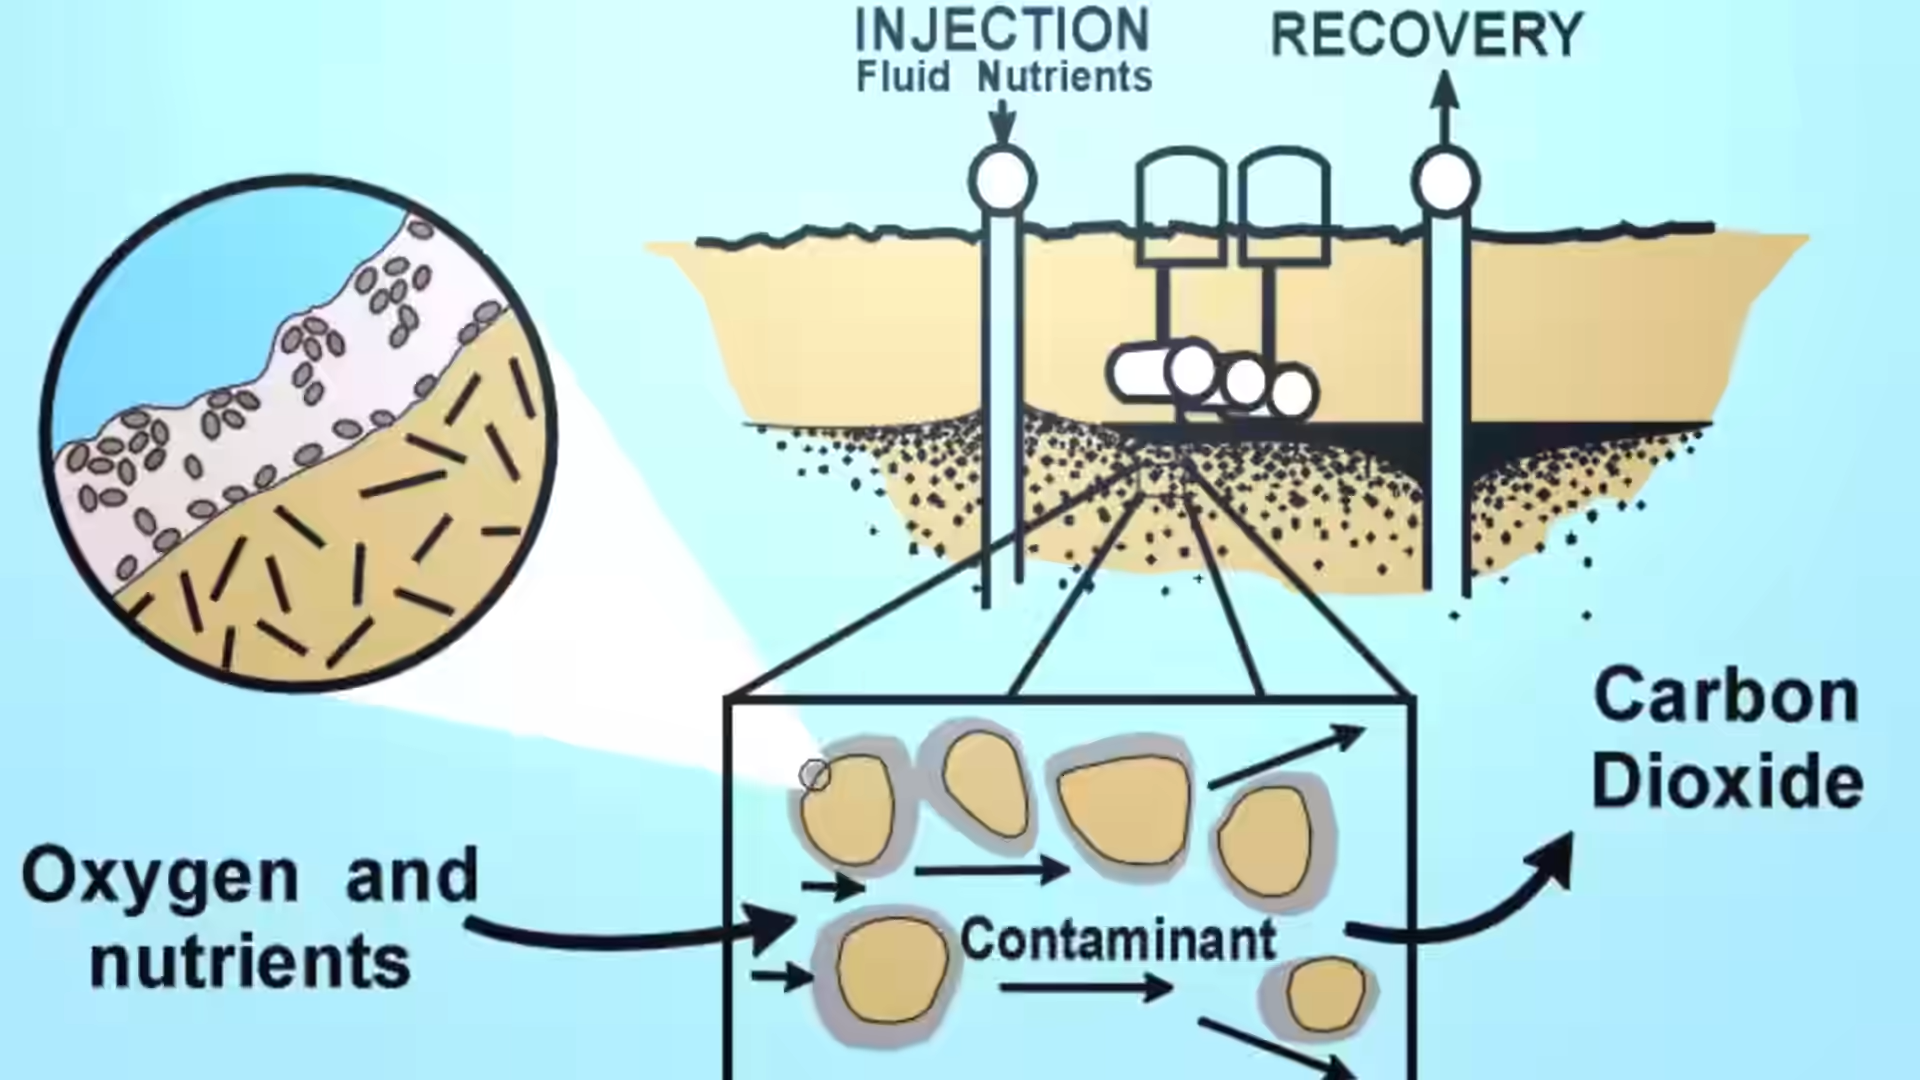 INJECTION
Fluid Nutrients
RECOVERY
Carbon
Dioxide
Oxygen and
nutrients
Contaminant